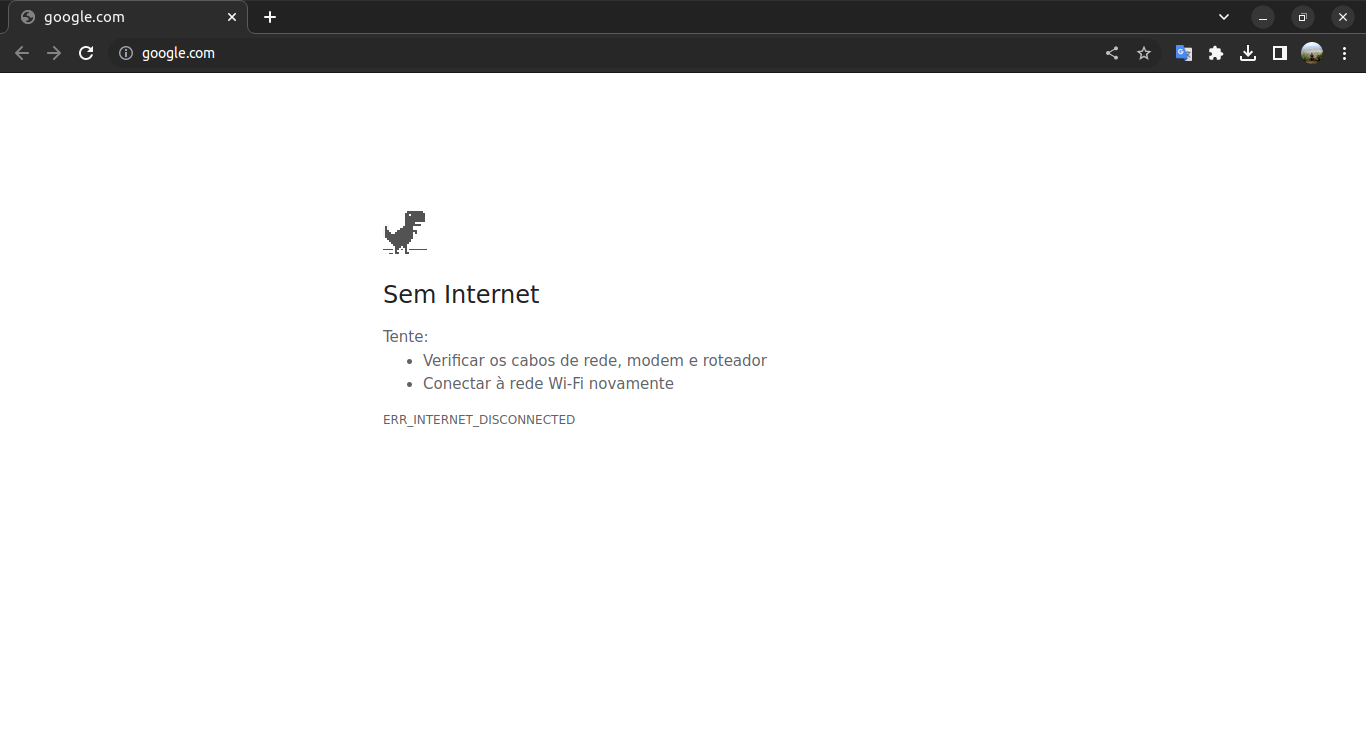 google.com
google.com
Sem Internet
Tente:
• Verificar os cabos de rede, modem e roteador
• Conectar à rede Wi-Fi novamente
ERR_INTERNET_DISCONNECTED